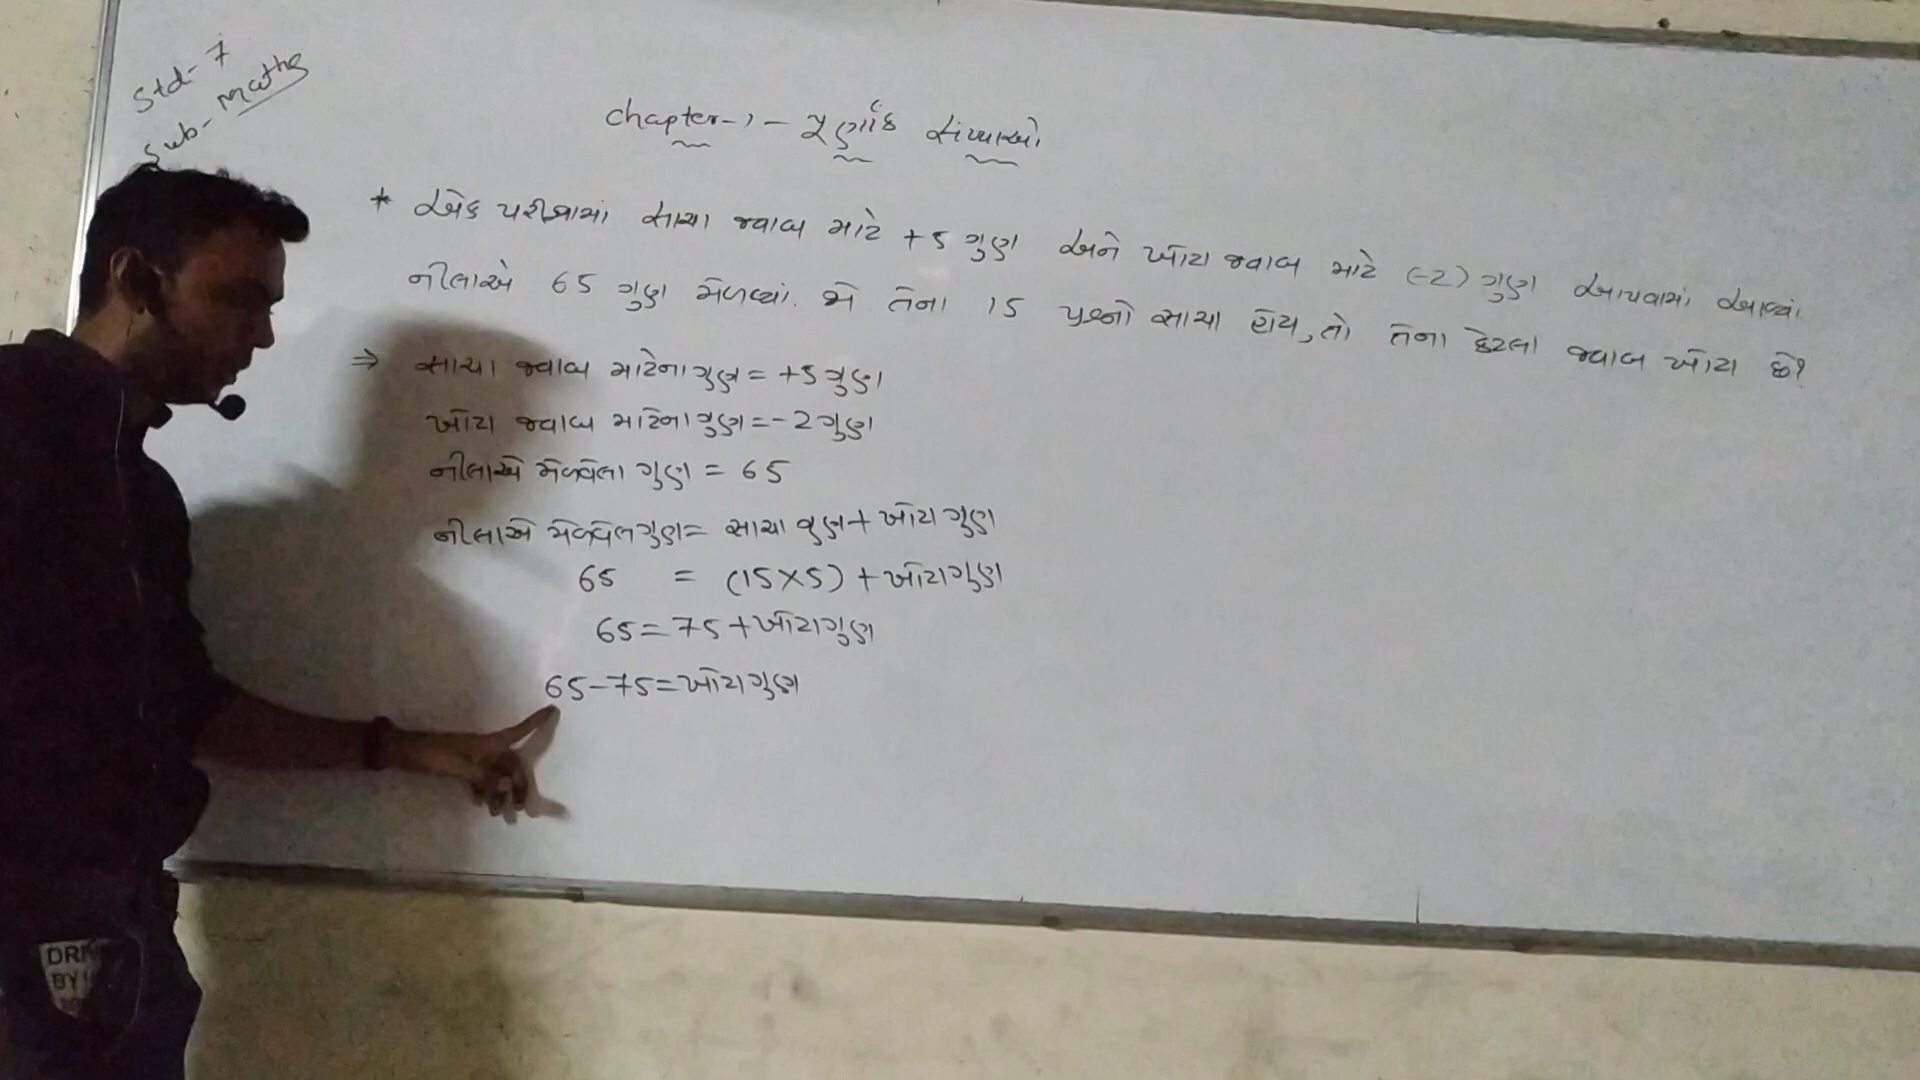 Std-7
Sub-maths
Chapter-1 - પૂર્ણાંક સંખ્યાઓ
* એક પરીક્ષામાં સાચા જવાબ માટે +5 ગુણ અને ખોટા જવાબ માટે (-2) ગુણ આપવામાં આવ્યાં.
નીલાએ 65 ગુણ મેળવ્યાં. જો તેના 15 પ્રશ્નો સાચા હોય, તો તેના કેટલા જવાબ ખોટા છે?
⇒ સાચા જવાબ માટેના ગુણ = +5 ગુણ
ખોટા જવાબ માટેના ગુણ = -2 ગુણ
નીલાએ મેળવેલા ગુણ = 65
નીલાએ મેળવેલ ગુણ = સાચા ગુણ + ખોટા ગુણ
65 = (15×5) + ખોટા ગુણ
65 = 75 + ખોટા ગુણ
65-75 = ખોટા ગુણ